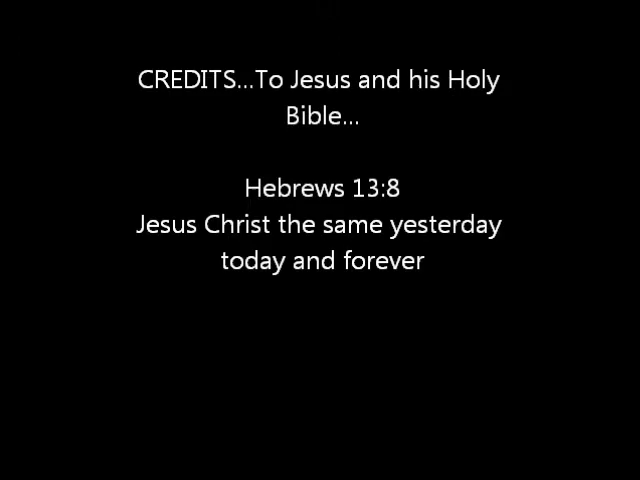 CREDITS...To Jesus and his Holy
Bible...
Hebrews 13:8
Jesus Christ the same yesterday
today and forever